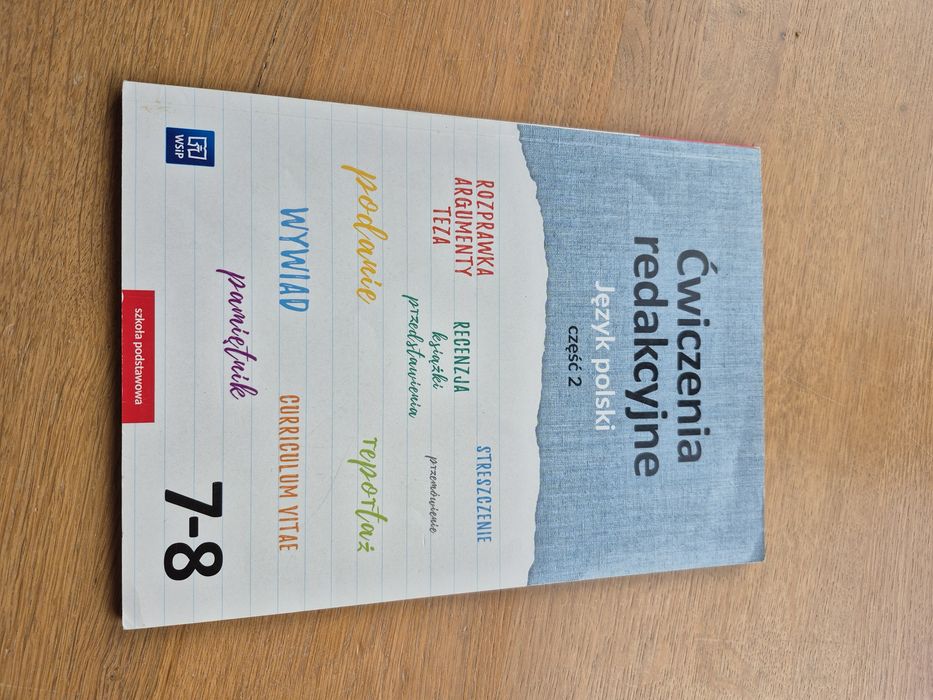 Ćwiczenia
redakcyjne
Język polski
część 2
ROZPRAWKA
ARGUMENTY
TEZA
RECENZJA
książki
przedstawienia
STRESZCZENIE
przemówienie
podanie
reportaż
WYWIAD
CURRICULUM VITAE
pamiętnik
WSiP
szkoła podstawowa
7-8